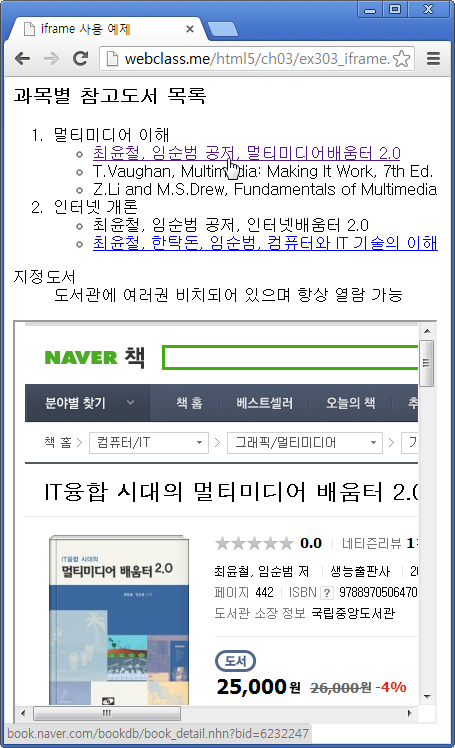 iframe 사용 예제
webclass.me/html5/ch03/ex303_iframe.
과목별 참고도서 목록
1. 멀티미디어 이해
최윤철, 임순범 공저, 멀티미디어배움터 2.0
T.Vaughan, Multimedia: Making It Work, 7th Ed.
Z.Li and M.S.Drew, Fundamentals of Multimedia
2. 인터넷 개론
최윤철, 임순범 공저, 인터넷배움터 2.0
최윤철, 한탁돈, 임순범, 컴퓨터와 IT 기술의 이해
지정도서
도서관에 여러권 비치되어 있으며 항상 열람 가능
NAVER 책
분야별 찾기 책 홈 베스트셀러 오늘의 책 추
책 홈 > 컴퓨터/IT > 그래픽/멀티미디어 > 기
IT융합 시대의 멀티미디어 배움터 2.0
IT융합 시대의
멀티미디어 배움터 2.0
0.0 네티즌리뷰 1
최윤철, 임순범 저 생능출판사 20
페이지 442 ISBN ? 9788970506470
도서관 소장 정보 국립중앙도서관
도서
25,000원 26,000원 -4%
book.naver.com/bookdb/book_detail.nhn?bid=6232247